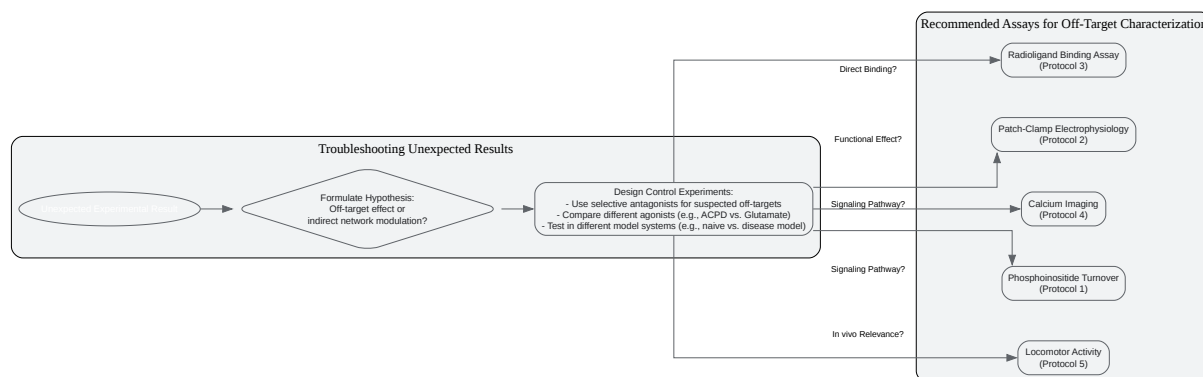 Recommended Assays for Off-Target Characterization
Direct Binding?
Radioligand Binding Assay
(Protocol 3)
Functional Effect?
Patch-Clamp Electrophysiology
(Protocol 2)
Troubleshooting Unexpected Results
Unexpected Experimental Result
Formulate Hypothesis:
Off-target effect or
indirect network modulation?
Design Control Experiments:
- Use selective antagonists for suspected off-targets
- Compare different agonists (e.g., ACPD vs. Glutamate)
- Test in different model systems (e.g., naive vs. disease model)
Signaling Pathway?
Calcium Imaging
(Protocol 4)
Signaling Pathway?
Phosphoinositide Turnover
(Protocol 1)
In vivo Relevance?
Locomotor Activity
(Protocol 5)